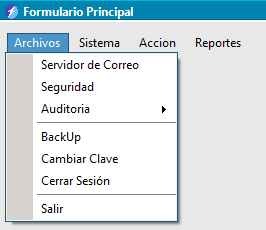 Formulario Principal
Archivos Sistema Accion Reportes
Servidor de Correo
Seguridad
Auditoria
BackUp
Cambiar Clave
Cerrar Sesión
Salir